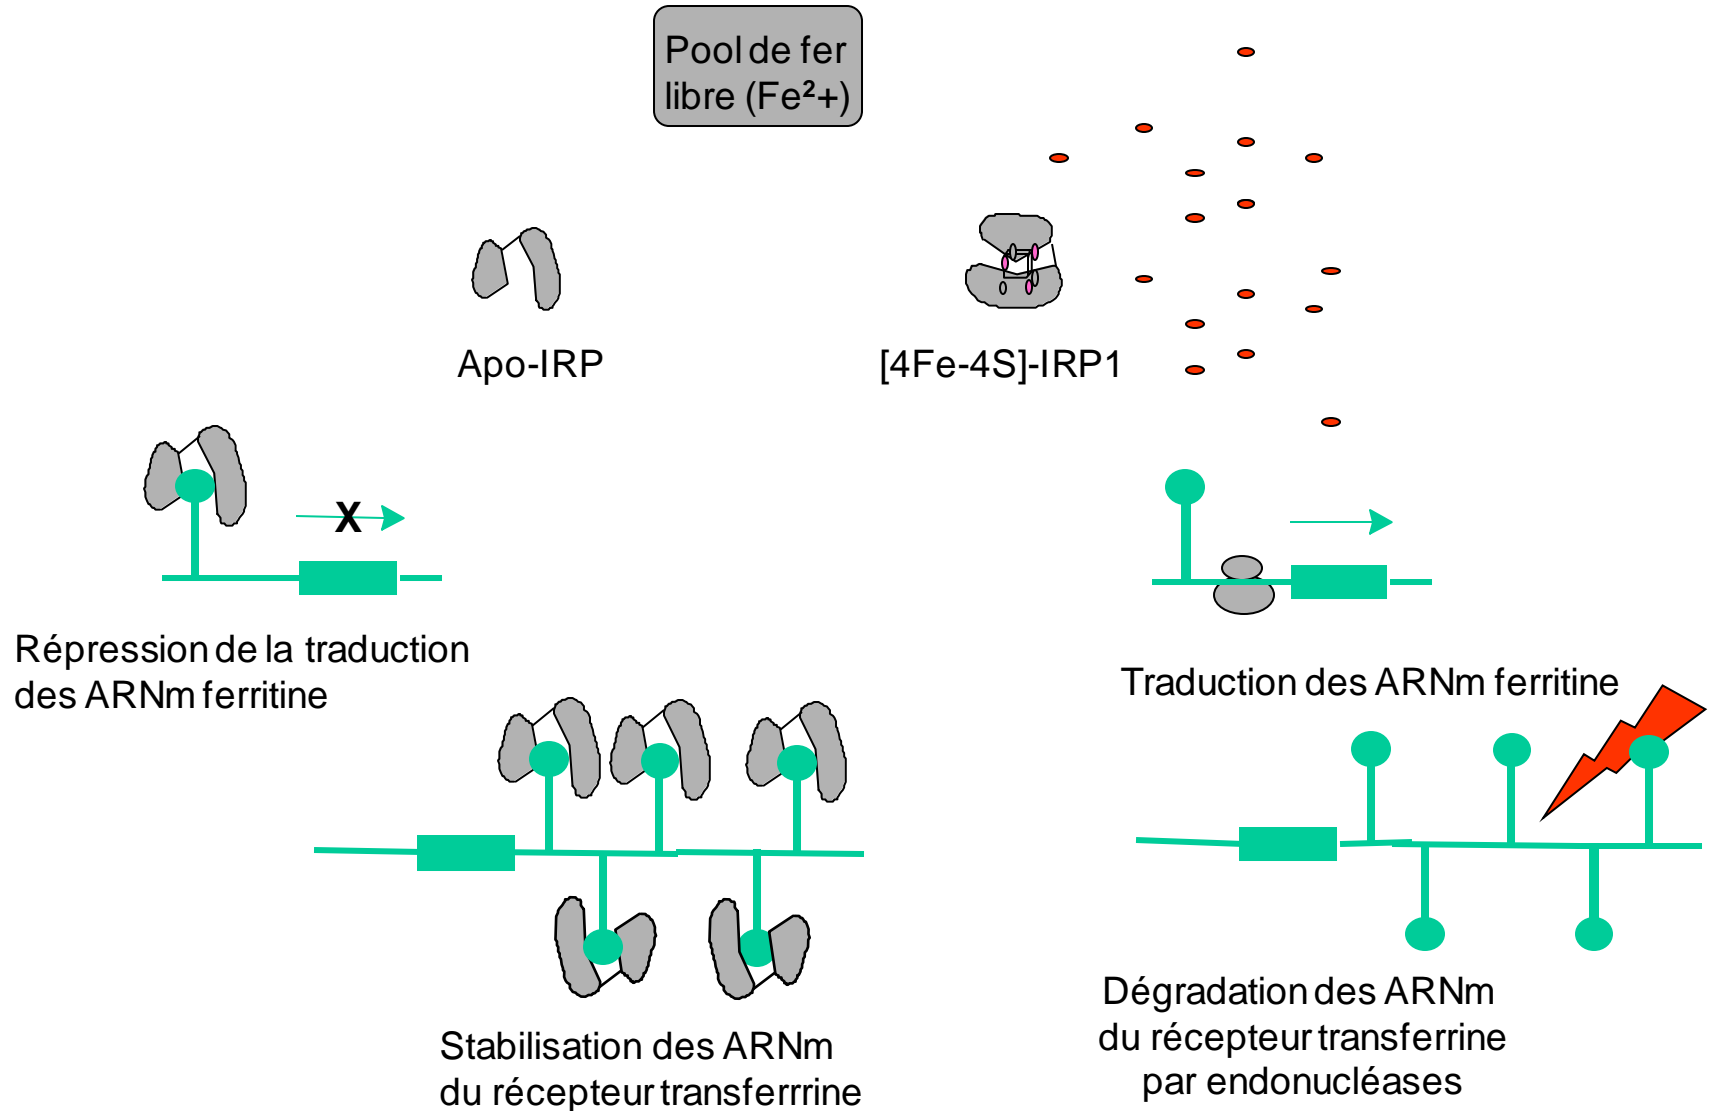 Pool de fer
libre (Fe²+)
Apo-IRP
[4Fe-4S]-IRP1
X
Répression de la traduction
des ARNm ferritine
Traduction des ARNm ferritine
Stabilisation des ARNm
du récepteur transferrrine
Dégradation des ARNm
du récepteur transferrine
par endonucléases